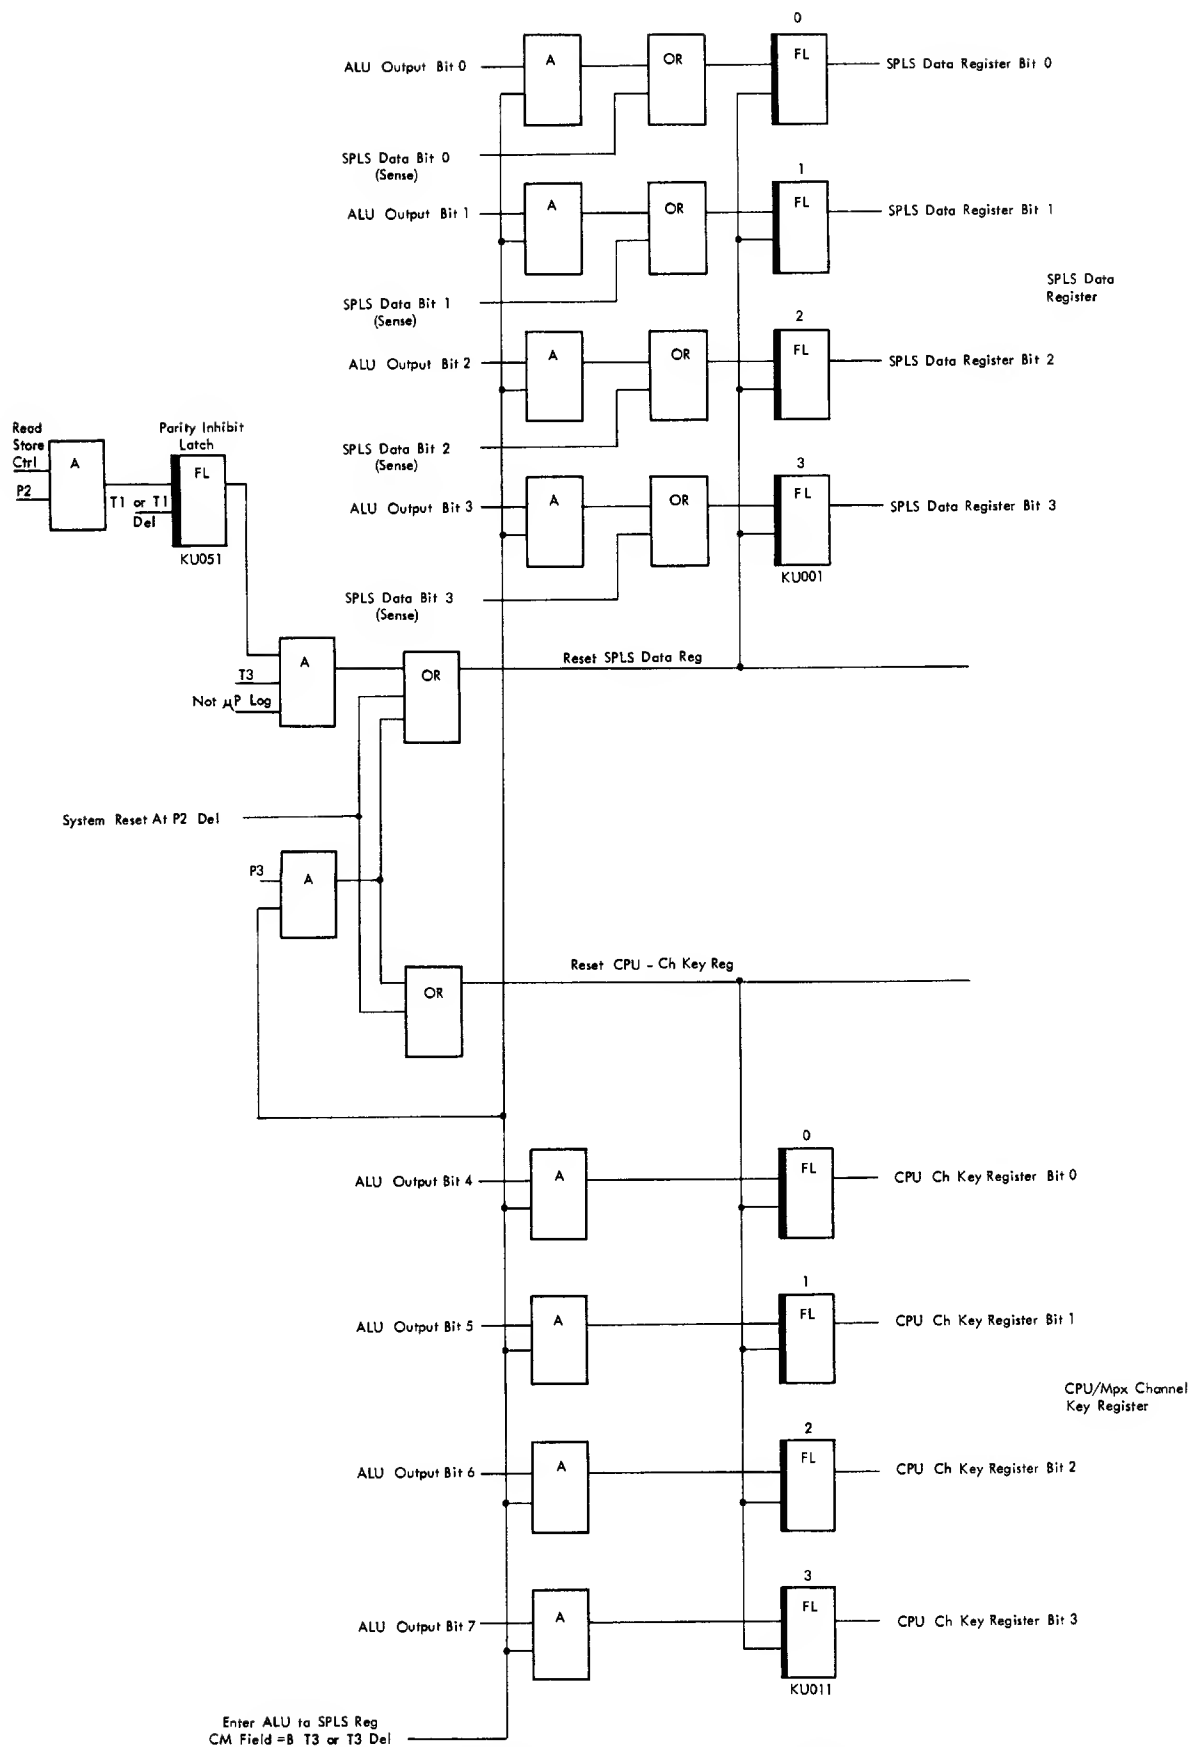 0
ALU Output Bit 0
A
OR
FL
SPLS Data Register Bit 0
SPLS Data Bit 0
(Sense)
1
ALU Output Bit 1
A
OR
FL
SPLS Data Register Bit 1
SPLS Data Bit 1
(Sense)
SPLS Data
Register
2
ALU Output Bit 2
A
OR
FL
SPLS Data Register Bit 2
SPLS Data Bit 2
(Sense)
3
ALU Output Bit 3
A
OR
FL
SPLS Data Register Bit 3
KU001
SPLS Data Bit 3
(Sense)
Read
Store
Ctrl
P2
A
Parity Inhibit
Latch
FL
T1 or T1
Del
KU051
A
T3
Not μP Log
OR
Reset SPLS Data Reg
System Reset At P2 Del
P3
A
OR
Reset CPU - Ch Key Reg
0
ALU Output Bit 4
A
FL
CPU Ch Key Register Bit 0
1
ALU Output Bit 5
A
FL
CPU Ch Key Register Bit 1
CPU/Mpx Channel
Key Register
2
ALU Output Bit 6
A
FL
CPU Ch Key Register Bit 2
3
ALU Output Bit 7
A
FL
CPU Ch Key Register Bit 3
KU011
Enter ALU to SPLS Reg
CM Field =B T3 or T3 Del